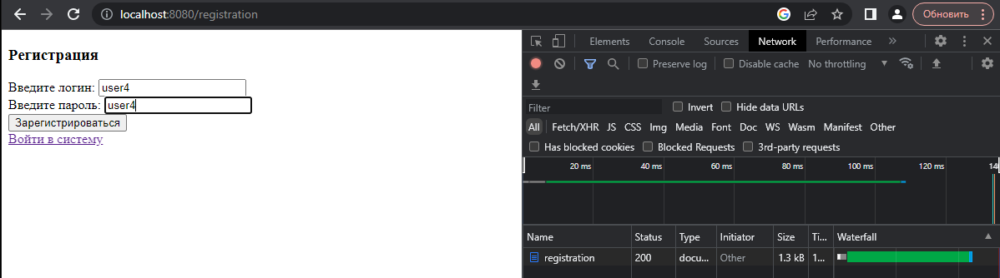 localhost:8080/registration
Обновить
Регистрация
Введите логин: user4
Введите пароль: user4
Зарегистрироваться
Войти в систему
Elements Console Sources Network Performance »
Preserve log Disable cache No throttling
Filter Invert Hide data URLs
All Fetch/XHR JS CSS Img Media Font Doc WS Wasm Manifest Other
Has blocked cookies Blocked Requests 3rd-party requests
20 ms 40 ms 60 ms 80 ms 100 ms 120 ms 140
Name Status Type Initiator Size Ti... Waterfall
registration 200 docu... Other 1.3 kB 1...